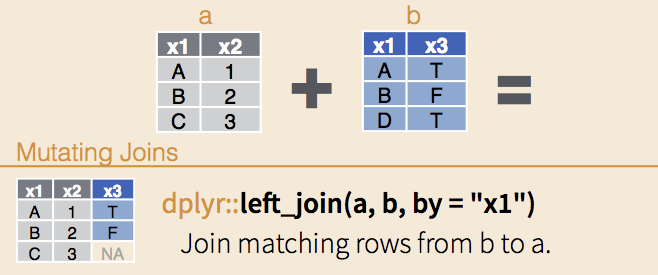 a b
x1 x2 x1 x3
A 1 A T
B 2 + B F =
C 3 D T
Mutating Joins
x1 x2 x3
A 1 T
B 2 F
C 3 NA
dplyr::left_join(a, b, by = "x1")
Join matching rows from b to a.